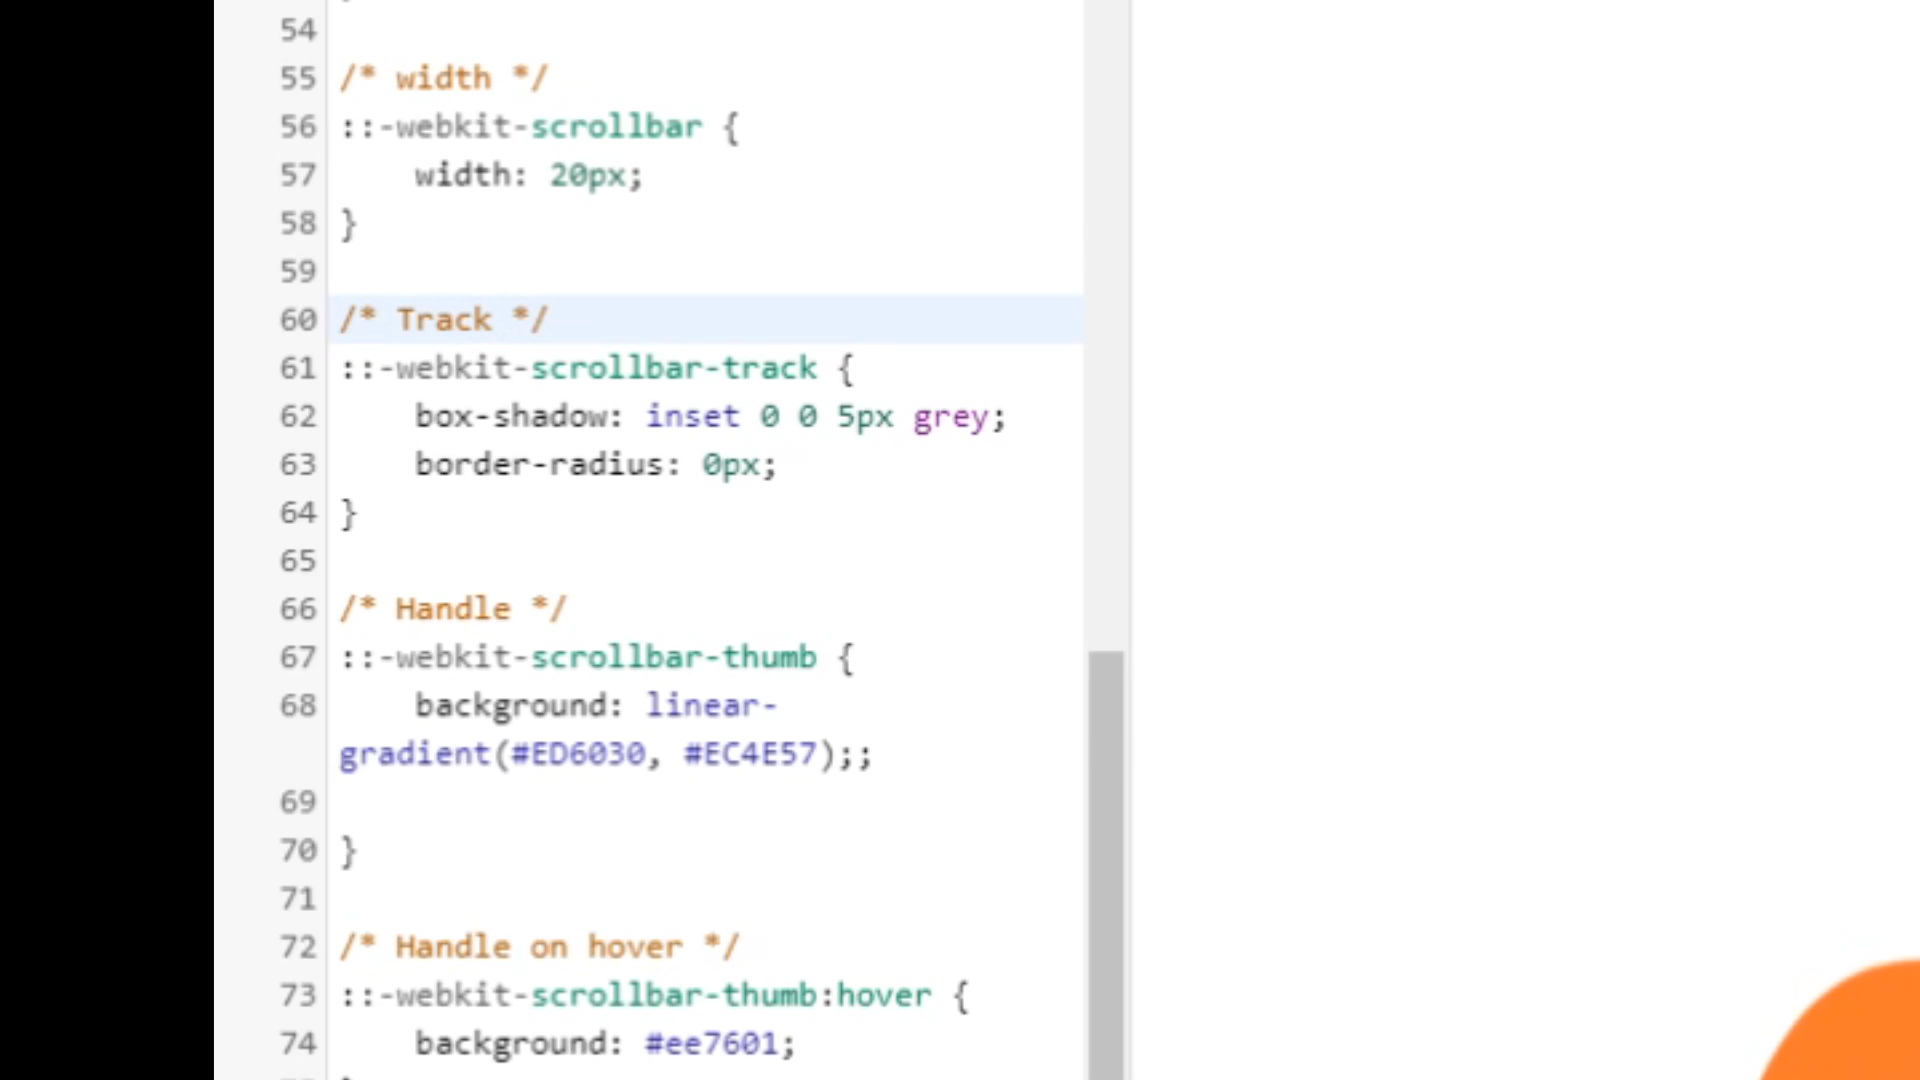 54
55 /* width */
56 ::-webkit-scrollbar {
57     width: 20px;
58 }
59
60 /* Track */
61 ::-webkit-scrollbar-track {
62     box-shadow: inset 0 0 5px grey;
63     border-radius: 0px;
64 }
65
66 /* Handle */
67 ::-webkit-scrollbar-thumb {
68     background: linear-
gradient(#ED6030, #EC4E57);;
69
70 }
71
72 /* Handle on hover */
73 ::-webkit-scrollbar-thumb:hover {
74     background: #ee7601;